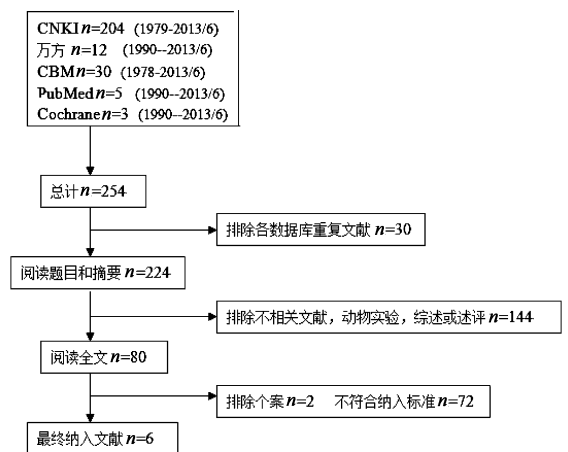 CNKI n=204 (1979-2013/6)
万方 n=12 (1990--2013/6)
CBM n=30 (1978-2013/6)
PubMed n=5 (1990--2013/6)
Cochrane n=3 (1990--2013/6)
总计 n=254
排除各数据库重复文献 n=30
阅读题目和摘要 n=224
排除不相关文献，动物实验，综述或述评 n=144
阅读全文 n=80
排除个案 n=2 不符合纳入标准 n=72
最终纳入文献 n=6